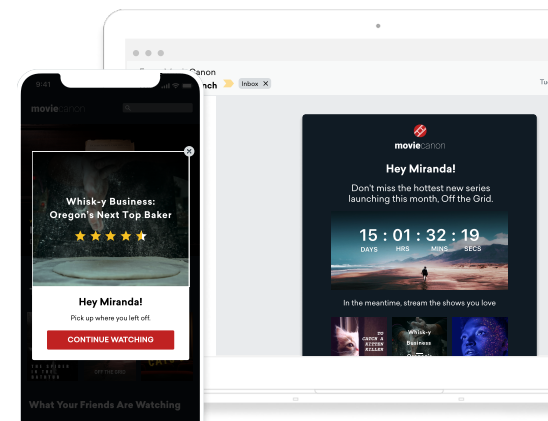 9:41
moviecanon
Whisk-y Business:
Oregon's Next Top Baker
Hey Miranda!
Pick up where you left off.
CONTINUE WATCHING
OFF THE GRID
What Your Friends Are Watching
Canon
Inbox X
moviecanon
Hey Miranda!
Don't miss the hottest new series
launching this month, Off the Grid.
15 : 01 : 32 : 19
DAYS HRS MINS SECS
In the meantime, stream the shows you love
TO
CATCH A
KITTEN
KILLER
Whisk-y
Business